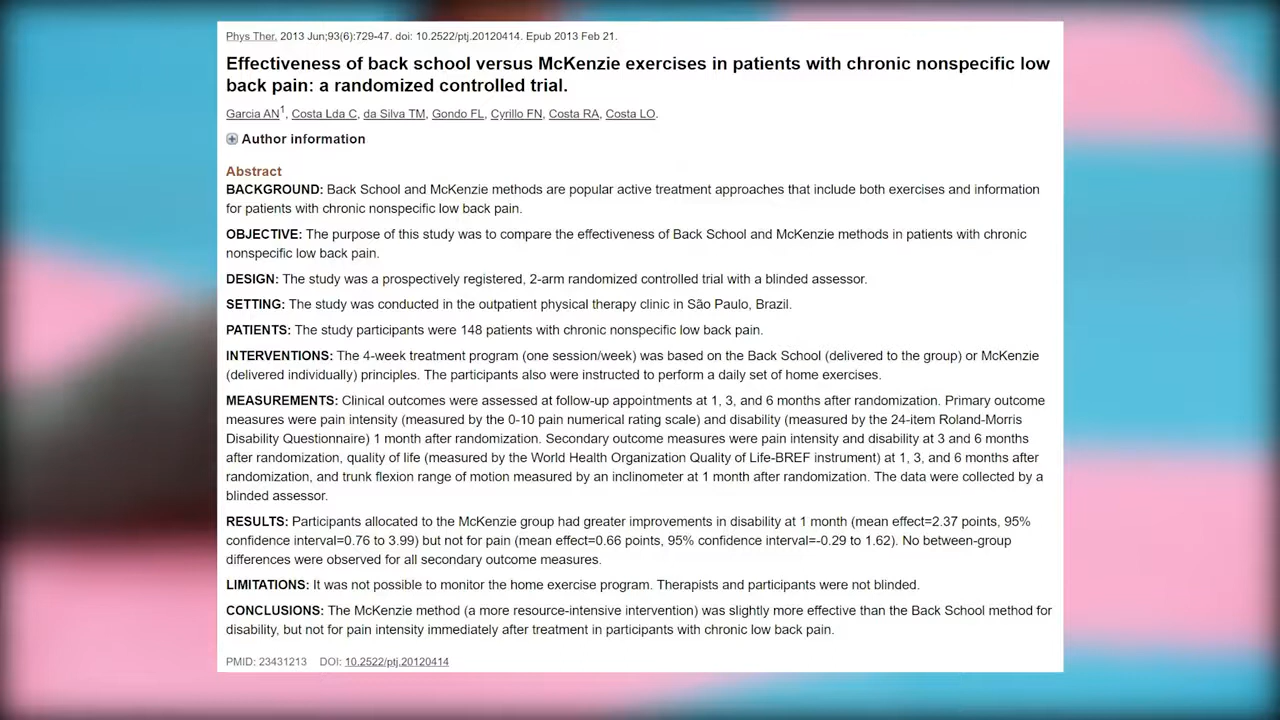 Phys Ther. 2013 Jun;93(6):729-47. doi: 10.2522/ptj.20120414. Epub 2013 Feb 21.
Effectiveness of back school versus McKenzie exercises in patients with chronic nonspecific low
back pain: a randomized controlled trial.
Garcia AN1, Costa Lda C, da Silva TM, Gondo FL, Cyrillo FN, Costa RA, Costa LO.
Author information
Abstract
BACKGROUND: Back School and McKenzie methods are popular active treatment approaches that include both exercises and information
for patients with chronic nonspecific low back pain.
OBJECTIVE: The purpose of this study was to compare the effectiveness of Back School and McKenzie methods in patients with chronic
nonspecific low back pain.
DESIGN: The study was a prospectively registered, 2-arm randomized controlled trial with a blinded assessor.
SETTING: The study was conducted in the outpatient physical therapy clinic in São Paulo, Brazil.
PATIENTS: The study participants were 148 patients with chronic nonspecific low back pain.
INTERVENTIONS: The 4-week treatment program (one session/week) was based on the Back School (delivered to the group) or McKenzie
(delivered individually) principles. The participants also were instructed to perform a daily set of home exercises.
MEASUREMENTS: Clinical outcomes were assessed at follow-up appointments at 1, 3, and 6 months after randomization. Primary outcome
measures were pain intensity (measured by the 0-10 pain numerical rating scale) and disability (measured by the 24-item Roland-Morris
Disability Questionnaire) 1 month after randomization. Secondary outcome measures were pain intensity and disability at 3 and 6 months
after randomization, quality of life (measured by the World Health Organization Quality of Life-BREF instrument) at 1, 3, and 6 months after
randomization, and trunk flexion range of motion measured by an inclinometer at 1 month after randomization. The data were collected by a
blinded assessor.
RESULTS: Participants allocated to the McKenzie group had greater improvements in disability at 1 month (mean effect=2.37 points, 95%
confidence interval=0.76 to 3.99) but not for pain (mean effect=0.66 points, 95% confidence interval=-0.29 to 1.62). No between-group
differences were observed for all secondary outcome measures.
LIMITATIONS: It was not possible to monitor the home exercise program. Therapists and participants were not blinded.
CONCLUSIONS: The McKenzie method (a more resource-intensive intervention) was slightly more effective than the Back School method for
disability, but not for pain intensity immediately after treatment in participants with chronic low back pain.
PMID: 23431213 DOI: 10.2522/ptj.20120414